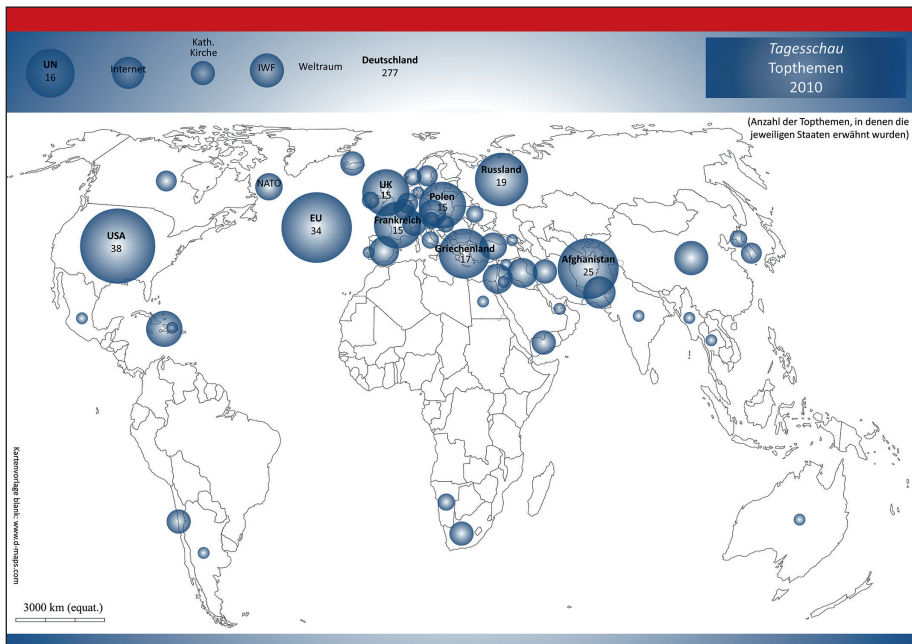 UN
16
Internet
Kath.
Kirche
IWF
Weltraum
Deutschland
277
Tagesschau
Topthemen
2010
(Anzahl der Topthemen, in denen die
jeweiligen Staaten erwähnt wurden)
Russland
19
NATO
UK
15
Polen
15
EU
34
Frankreich
15
USA
38
Griechenland
17
Afghanistan
25
Kartenvorlage blank: www.d-maps.com
3000 km (equat.)